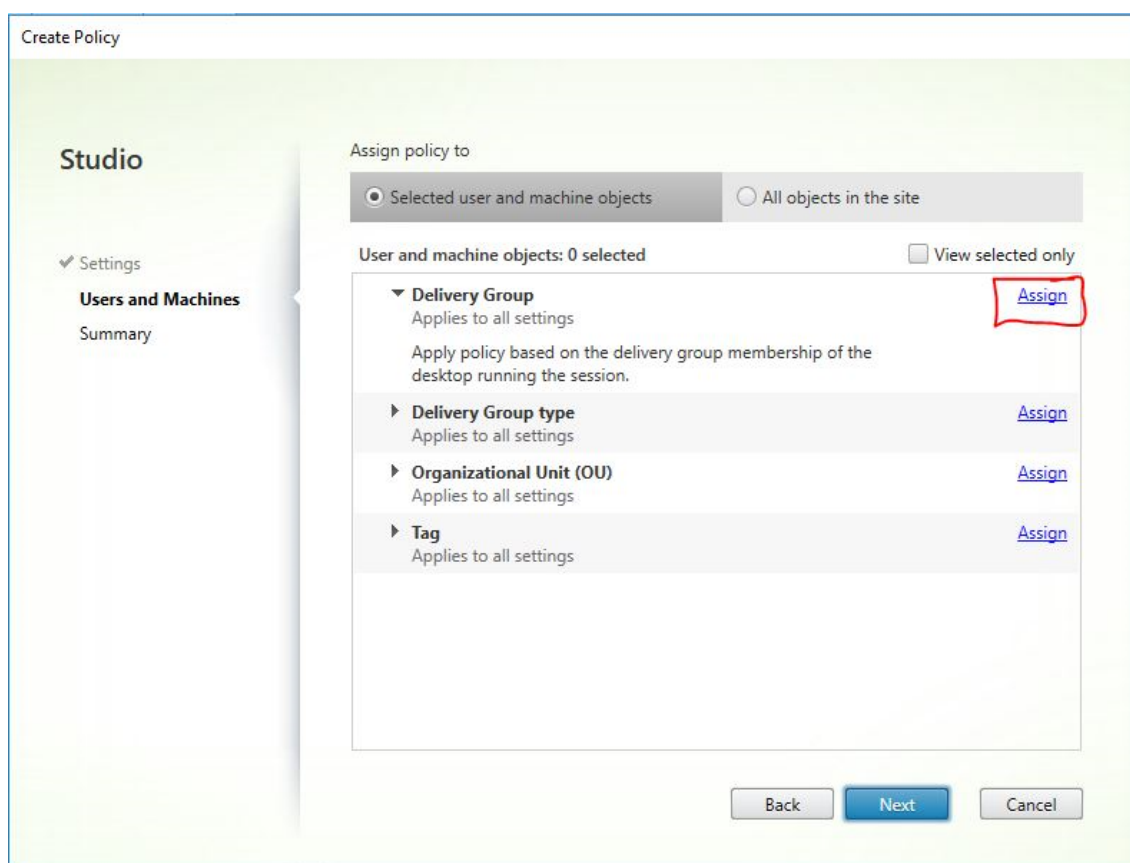 Create Policy
Studio
Settings
Users and Machines
Summary
Assign policy to
Selected user and machine objects
All objects in the site
User and machine objects: 0 selected
View selected only
Delivery Group
Assign
Applies to all settings
Apply policy based on the delivery group membership of the
desktop running the session.
Delivery Group type
Assign
Applies to all settings
Organizational Unit (OU)
Assign
Applies to all settings
Tag
Assign
Applies to all settings
Back
Next
Cancel